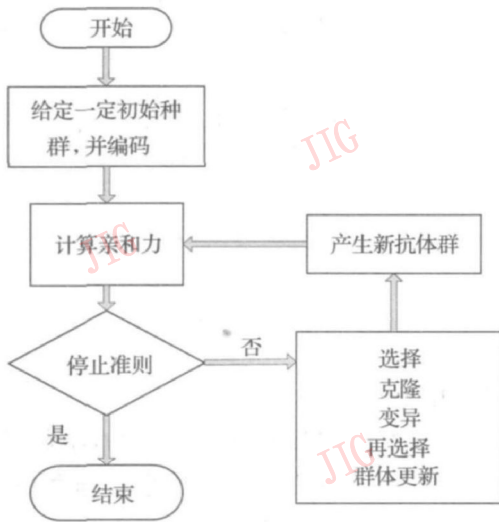 开始
给定一定初始种
群,并编码
JIG
计算亲和力
JIG
产生新抗体群
停止准则
否
选择
克隆
变异
再选择
群体更新
JIG
是
结束